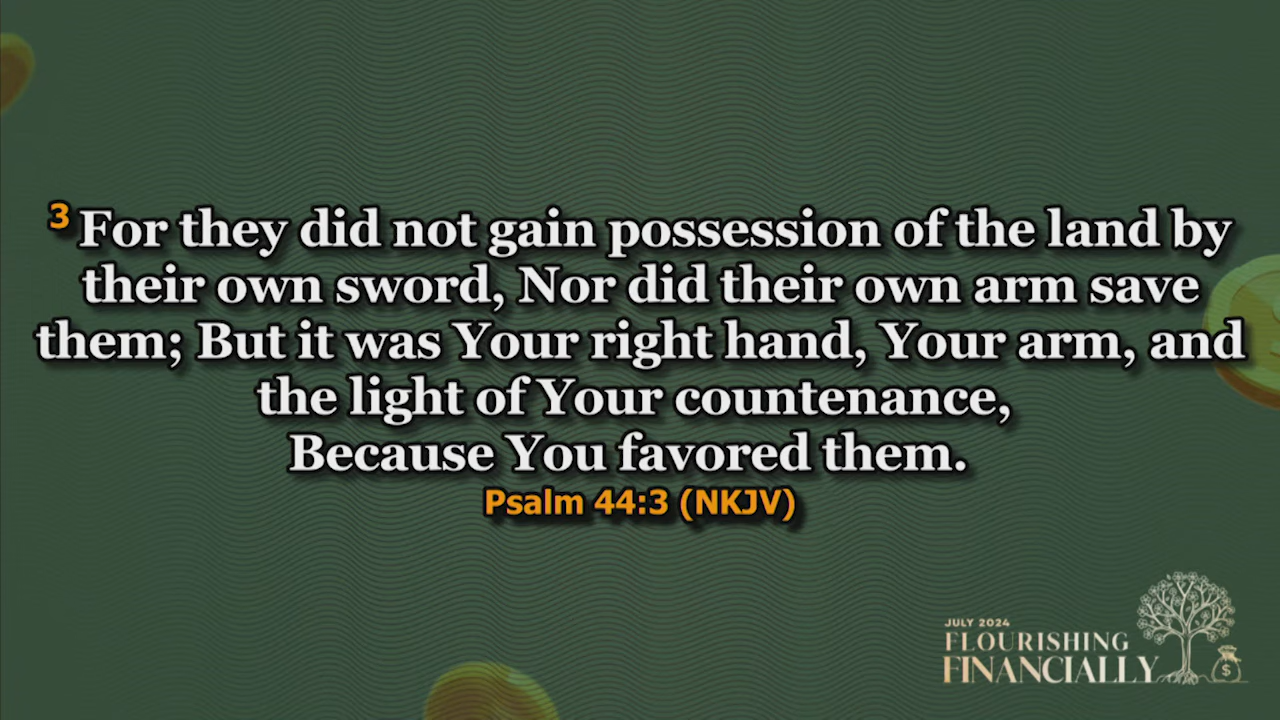 3 For they did not gain possession of the land by
their own sword, Nor did their own arm save
them; But it was Your right hand, Your arm, and
the light of Your countenance,
Because You favored them.
Psalm 44:3 (NKJV)
JULY 2024
FLOURISHING
FINANCIALLY
$